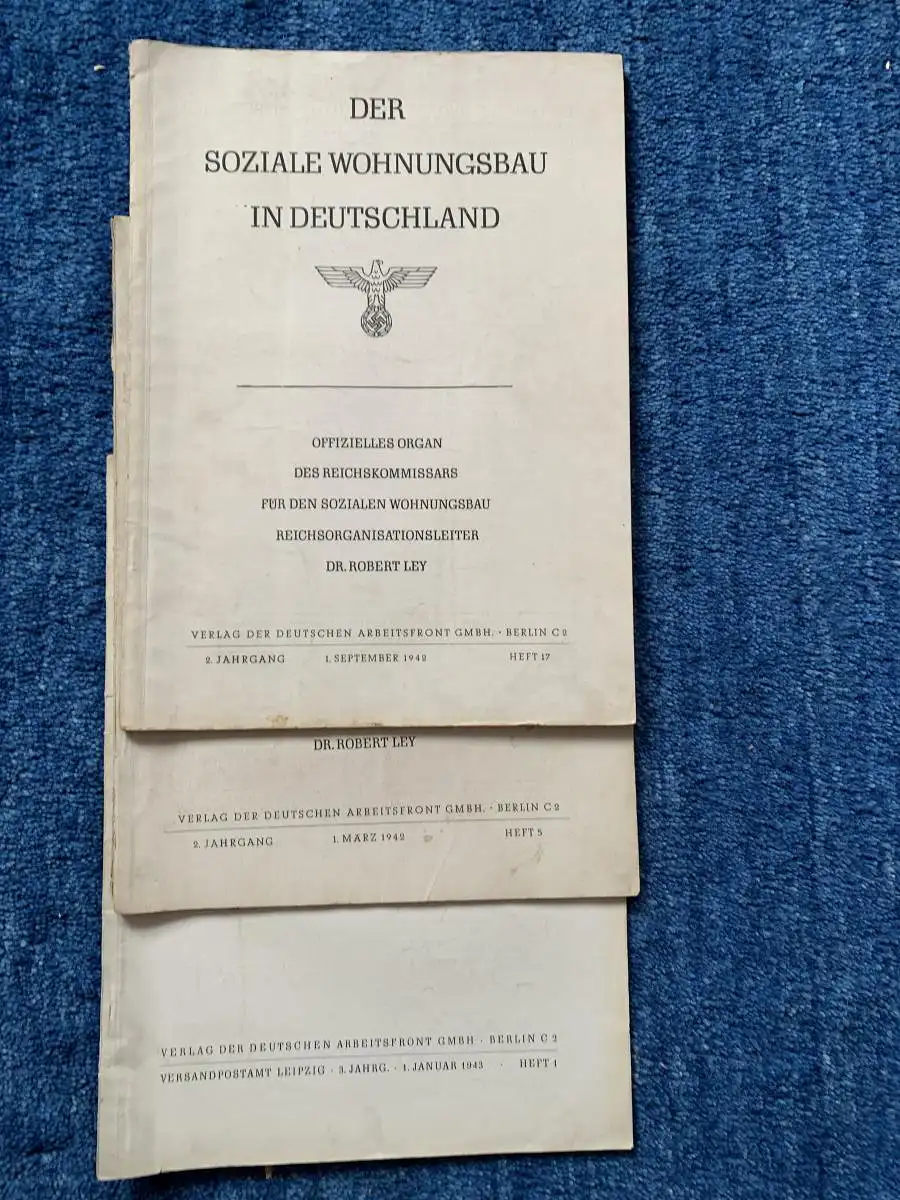 DER
SOZIALE WOHNUNGSBAU
IN DEUTSCHLAND
OFFIZIELLES ORGAN
DES REICHSKOMMISSARS
FÜR DEN SOZIALEN WOHNUNGSBAU
REICHSORGANISATIONSLEITER
DR. ROBERT LEY
VERLAG DER DEUTSCHEN ARBEITSFRONT GMBH. · BERLIN C 2
2. JAHRGANG 1. SEPTEMBER 1942 HEFT 17
DR. ROBERT LEY
VERLAG DER DEUTSCHEN ARBEITSFRONT GMBH. · BERLIN C 2
2. JAHRGANG 1. MÄRZ 1942 HEFT 5
VERLAG DER DEUTSCHEN ARBEITSFRONT GMBH · BERLIN C 2
VERSANDPOSTAMT LEIPZIG · 3. JAHRG. · 1. JANUAR 1943 · HEFT 1